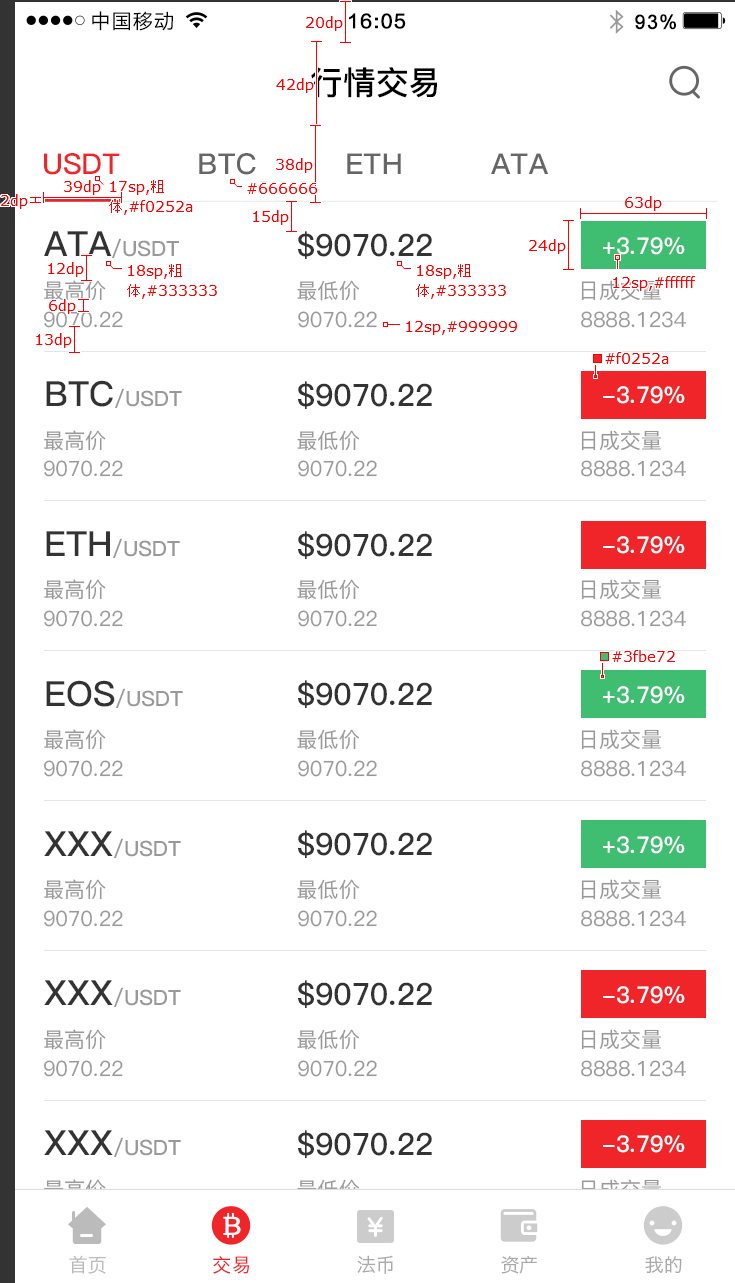 中国移动 16:05 93%
20dp
42dp
行情交易
USDT BTC ETH ATA
38dp
39dp 17sp,粗体,#f0252a
#666666
2dp
15dp
63dp
24dp
ATA/USDT $9070.22 +3.79%
12dp
18sp,粗体,#333333
18sp,粗体,#333333
12sp,#ffffff
最高价 最低价 日成交量
6dp
9070.22 9070.22 8888.1234
12sp,#999999
13dp
#f0252a
BTC/USDT $9070.22 −3.79%
最高价 最低价 日成交量
9070.22 9070.22 8888.1234
ETH/USDT $9070.22 −3.79%
最高价 最低价 日成交量
9070.22 9070.22 8888.1234
#3fbe72
EOS/USDT $9070.22 +3.79%
最高价 最低价 日成交量
9070.22 9070.22 8888.1234
XXX/USDT $9070.22 +3.79%
最高价 最低价 日成交量
9070.22 9070.22 8888.1234
XXX/USDT $9070.22 −3.79%
最高价 最低价 日成交量
9070.22 9070.22 8888.1234
XXX/USDT $9070.22 −3.79%
最高价 最低价 日成交量
首页 交易 法币 资产 我的